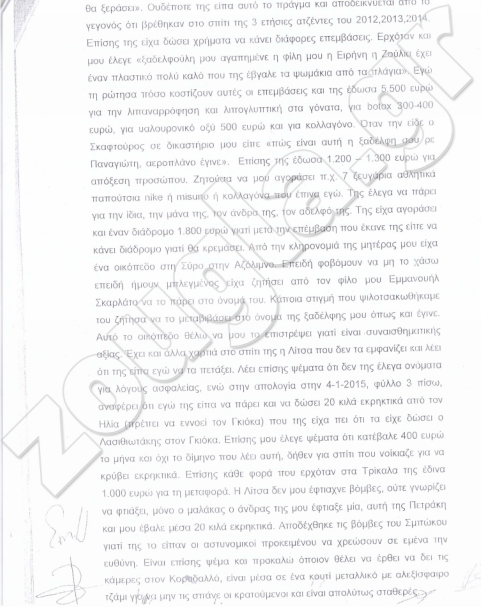 θα ξεράσει». Ουδέποτε της είπα αυτό το πράγμα και αποδεικνύεται από το
γεγονός ότι βρέθηκαν στο σπίτι της 3 ετήσιες ατζέντες του 2012,2013,2014.
Επίσης της είχα δώσει χρήματα να κάνει διάφορες επεμβάσεις. Ερχόταν και
μου έλεγε «ξαδελφούλη μου αγαπημένε η φίλη μου η Ειρήνη η Ζούλια έχει
έναν πλαστικό πολύ καλό που της έβγαλε τα ψωμάκια από τα πλάγια». Εγώ
τη ρώτησα πόσο κοστίζουν αυτές οι επεμβάσεις και της έδωσα 5.500 ευρώ
για την λιπαναρρόφηση και λιπογλυπτική στα γόνατα, για botox 300-400
ευρώ, για υαλουρονικό οξύ 500 ευρώ και για κολλαγόνο. Όταν την είδε ο
Σκαφτούρος σε δικαστήριο μου είπε «πώς είναι αυτή η ξαδέλφη σου ρε
Παναγιώτη, αεροπλάνο έγινε». Επίσης της έδωσα 1.200 – 1.300 ευρώ για
απόξεση προσώπου. Ζητούσα να μου αγοράσει π.χ. 7 ζευγάρια αθλητικά
παπούτσια nike ή misuno ή κολλαγόνα που έπινα εγώ. Της έλεγα να πάρει
για την ίδια, την μάνα της, τον άνδρα της, τον αδελφό της. Της είχα αγοράσει
και έναν διάδρομο 1.800 ευρώ γιατί μετά την επέμβαση που έκανε της είπε να
κάνει διάδρομο γιατί θα κρεμάσει. Από την κληρονομιά της μητέρας μου είχα
ένα οικόπεδο στη Σύρο στην Αζόλιμνο. Επειδή φοβόμουν να μη το χάσω
επειδή ήμουν μπλεγμένος είχα ζητήσει από τον φίλο μου Εμμανουήλ
Σκαρλάτο να το πάρει στο όνομά του. Κάποια στιγμή που ψιλοτσακωθήκαμε
του ζήτησα να το μεταβιβάσει στο όνομα της ξαδέλφης μου όπως και έγινε.
Αυτό το οικόπεδο θέλω να μου το επιστρέψει γιατί είναι συναισθηματικής
αξίας. Έχει και άλλα χαρτιά στο σπίτι της η Λίτσα που δεν τα εμφανίζει και λέει
ότι της είπα εγώ να τα πετάξει. Λέει επίσης ψέματα ότι δεν της έλεγα ονόματα
για λόγους ασφαλείας, ενώ στην απολογία στην 4-1-2015, φύλλο 3 πίσω,
αναφέρει ότι εγώ της είπα να πάρει και να δώσει 20 κιλά εκρηκτικά από τον
Ηλία (πρέπει να εννοεί τον Γκιόκα) που της είχα πει ότι τα είχε δώσει ο
Λασιθιωτάκης στον Γκιόκα. Επίσης μου έλεγε ψέματα ότι κατέβαλε 400 ευρώ
το μήνα και όχι το δίμηνο που λέει αυτή, δήθεν για σπίτι που νοίκιαζε για να
κρύβει εκρηκτικά. Επίσης κάθε φορά που ερχόταν στα Τρίκαλα της έδινα
1.000 ευρώ για τη μεταφορά. Η Λίτσα δεν μου έφτιαχνε βόμβες, ούτε γνωρίζει
να φτιάξει, μόνο ο μαλάκας ο άνδρας της μου έφτιαξε μία, αυτή της Πετράκη
και μου έβαλε μέσα 20 κιλά εκρηκτικά. Αποδέχθηκε τις βόμβες του Σμπώκου
γιατί της το είπαν οι αστυνομικοί προκειμένου να χρεώσουν σε εμένα την
ευθύνη. Είναι επίσης ψέμα και προκαλώ όποιον θέλει να έρθει να δει τις
κάμερες στον Κορυδαλλό, είναι μέσα σε ένα κουτί μεταλλικό με αλεξίσφαιρο
τζάμι για να μην τις σπάνε οι κρατούμενοι και είναι απολύτως σταθερές.
zougla.gr